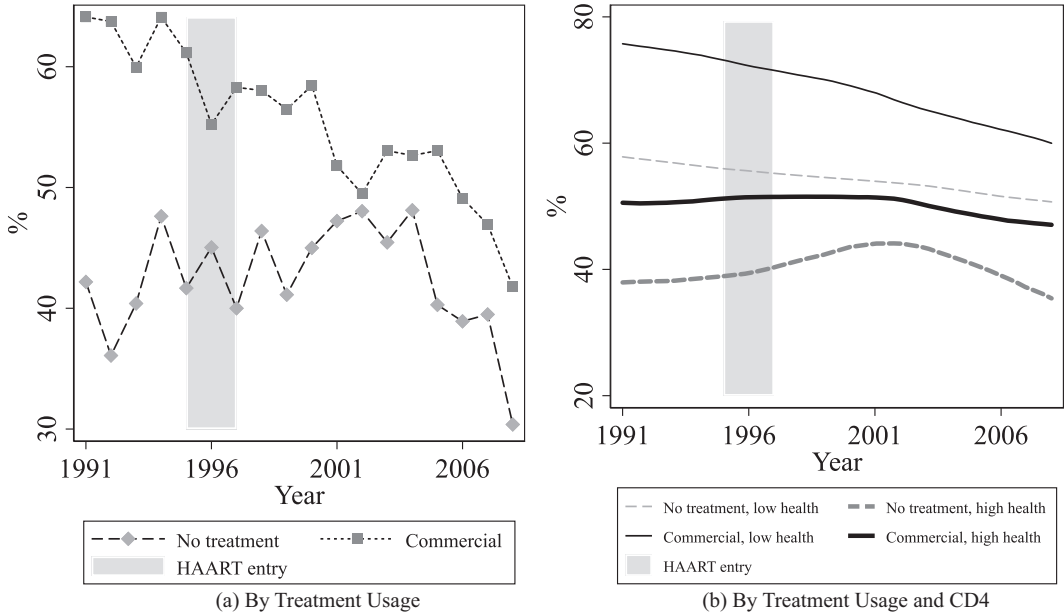 %
60
50
40
30
1991
1996
2001
2006
Year
No treatment
Commercial
HAART entry
(a) By Treatment Usage
%
80
60
40
20
1991
1996
2001
2006
Year
No treatment, low health
No treatment, high health
Commercial, low health
Commercial, high health
HAART entry
(b) By Treatment Usage and CD4